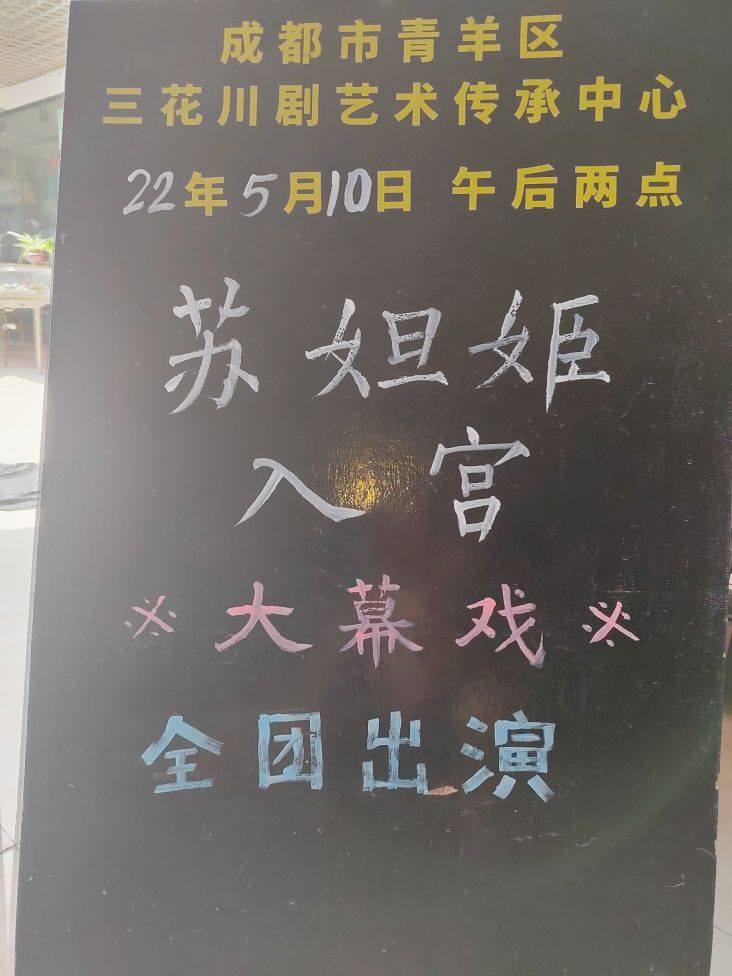 成都市青羊区
三花川剧艺术传承中心
22年5月10日 午后两点
苏妲姬
入宫
※大幕戏※
全团出演